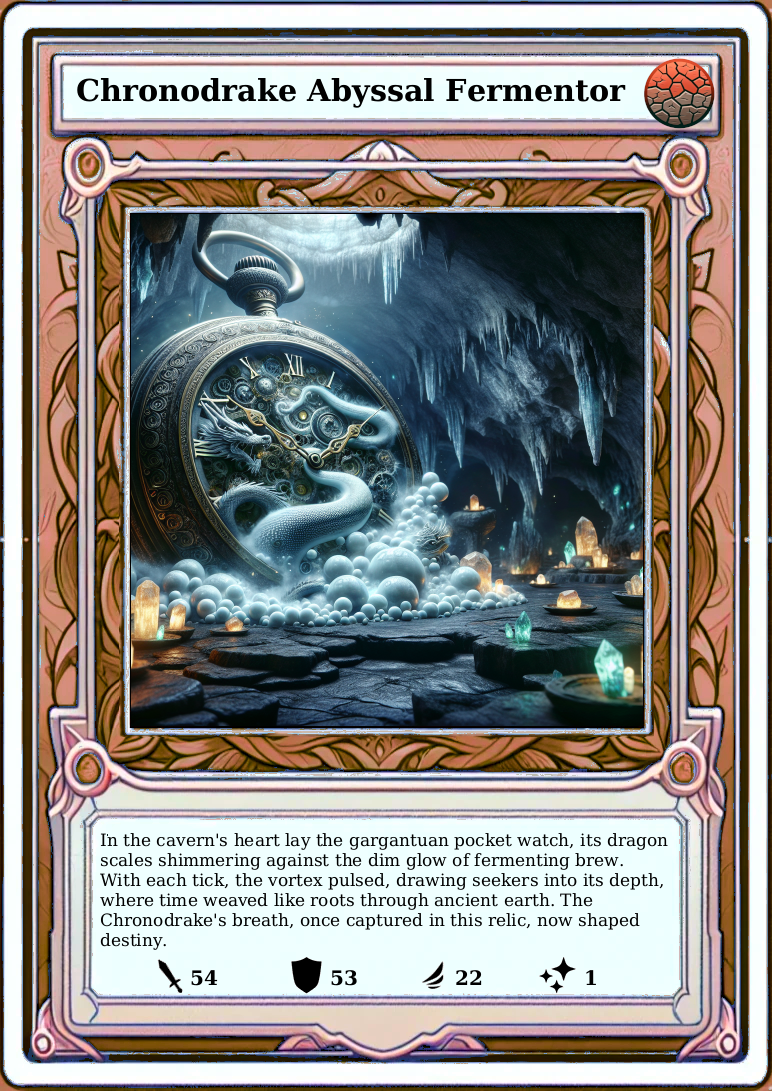 Chronodrake Abyssal Fermentor
XII
I
In the cavern's heart lay the gargantuan pocket watch, its dragon
scales shimmering against the dim glow of fermenting brew.
With each tick, the vortex pulsed, drawing seekers into its depth,
where time weaved like roots through ancient earth. The
Chronodrake's breath, once captured in this relic, now shaped
destiny.
54 53 22 1